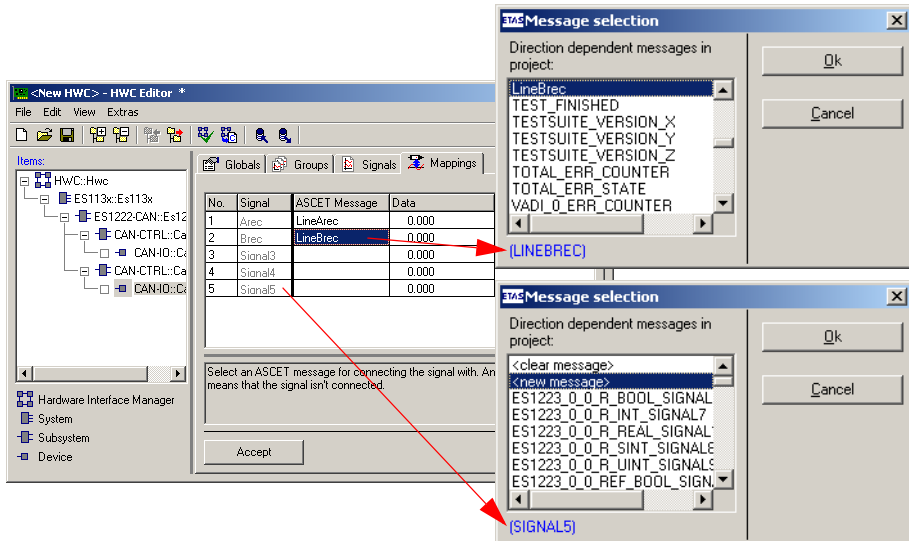 <New HWC> - HWC Editor *
File Edit View Extras
Items:
HWC::Hwc
ES113x::Es113x
ES1222-CAN::Es12
CAN-CTRL::Ca
CAN-IO::Ca
CAN-CTRL::Ca
CAN-IO::Ca
Hardware Interface Manager
System
Subsystem
Device
Globals Groups Signals Mappings
No. Signal ASCET Message Data
1 Arec LineArec 0.000
2 Brec LineBrec 0.000
3 Signal3 0.000
4 Signal4 0.000
5 Signal5 0.000
Select an ASCET message for connecting the signal with. An
means that the signal isn't connected.
Accept
ETAS Message selection
Direction dependent messages in
project:
LineBrec
TEST_FINISHED
TESTSUITE_VERSION_X
TESTSUITE_VERSION_Y
TESTSUITE_VERSION_Z
TOTAL_ERR_COUNTER
TOTAL_ERR_STATE
VADI_0_ERR_COUNTER
(LINEBREC)
Ok
Cancel
ETAS Message selection
Direction dependent messages in
project:
<clear message>
<new message>
ES1223_0_0_R_BOOL_SIGNAL
ES1223_0_0_R_INT_SIGNAL7
ES1223_0_0_R_REAL_SIGNAL
ES1223_0_0_R_SINT_SIGNAL
ES1223_0_0_R_UINT_SIGNAL
ES1223_0_0_REF_BOOL_SIGN
(SIGNAL5)
Ok
Cancel